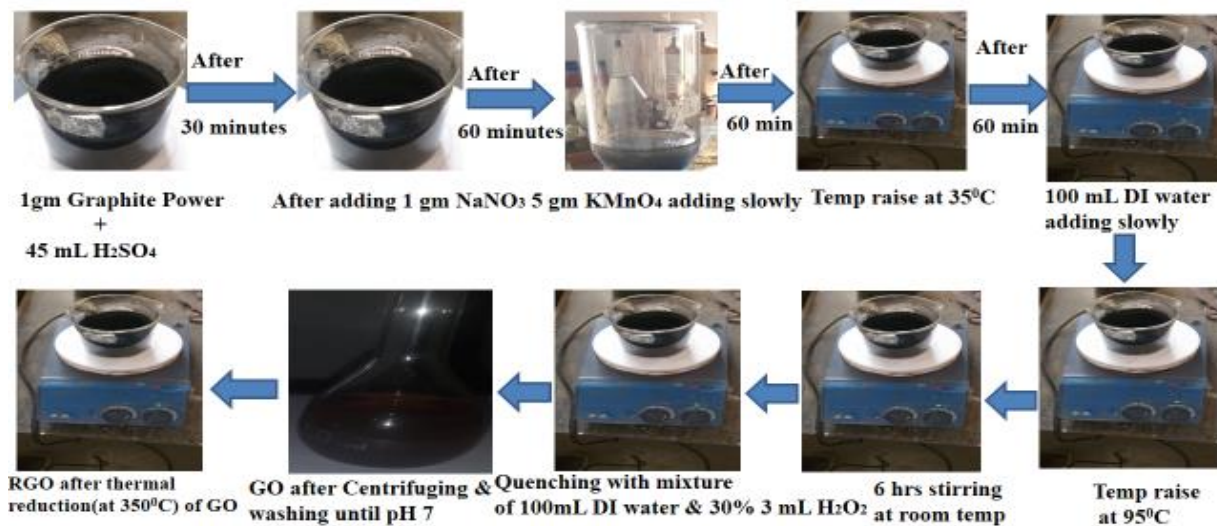 After
30 minutes
After
60 minutes
After
60 min
After
60 min
1gm Graphite Power
+
45 mL H₂SO₄
After adding 1 gm NaNO₃ 5 gm KMnO₄ adding slowly
Temp raise at 35⁰C
100 mL DI water
adding slowly
RGO after thermal
reduction(at 350⁰C) of GO
GO after Centrifuging &
washing until pH 7
Quenching with mixture
of 100mL DI water & 30% 3 mL H₂O₂
6 hrs stirring
at room temp
Temp raise
at 95⁰C